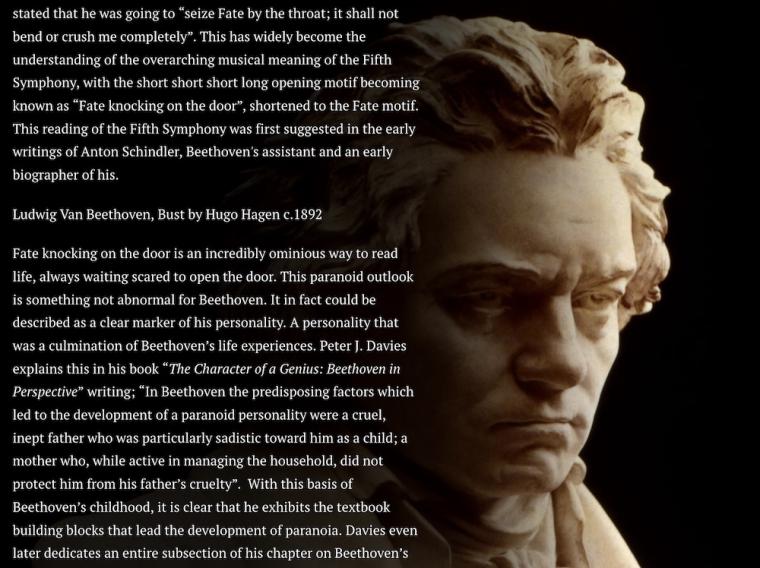 stated that he was going to “seize Fate by the throat; it shall not
bend or crush me completely”. This has widely become the
understanding of the overarching musical meaning of the Fifth
Symphony, with the short short short long opening motif becoming
known as “Fate knocking on the door”, shortened to the Fate motif.
This reading of the Fifth Symphony was first suggested in the early
writings of Anton Schindler, Beethoven's assistant and an early
biographer of his.
Ludwig Van Beethoven, Bust by Hugo Hagen c.1892
Fate knocking on the door is an incredibly ominious way to read
life, always waiting scared to open the door. This paranoid outlook
is something not abnormal for Beethoven. It in fact could be
described as a clear marker of his personality. A personality that
was a culmination of Beethoven’s life experiences. Peter J. Davies
explains this in his book “The Character of a Genius: Beethoven in
Perspective” writing; “In Beethoven the predisposing factors which
led to the development of a paranoid personality were a cruel,
inept father who was particularly sadistic toward him as a child; a
mother who, while active in managing the household, did not
protect him from his father’s cruelty”.  With this basis of
Beethoven’s childhood, it is clear that he exhibits the textbook
building blocks that lead the development of paranoia. Davies even
later dedicates an entire subsection of his chapter on Beethoven’s